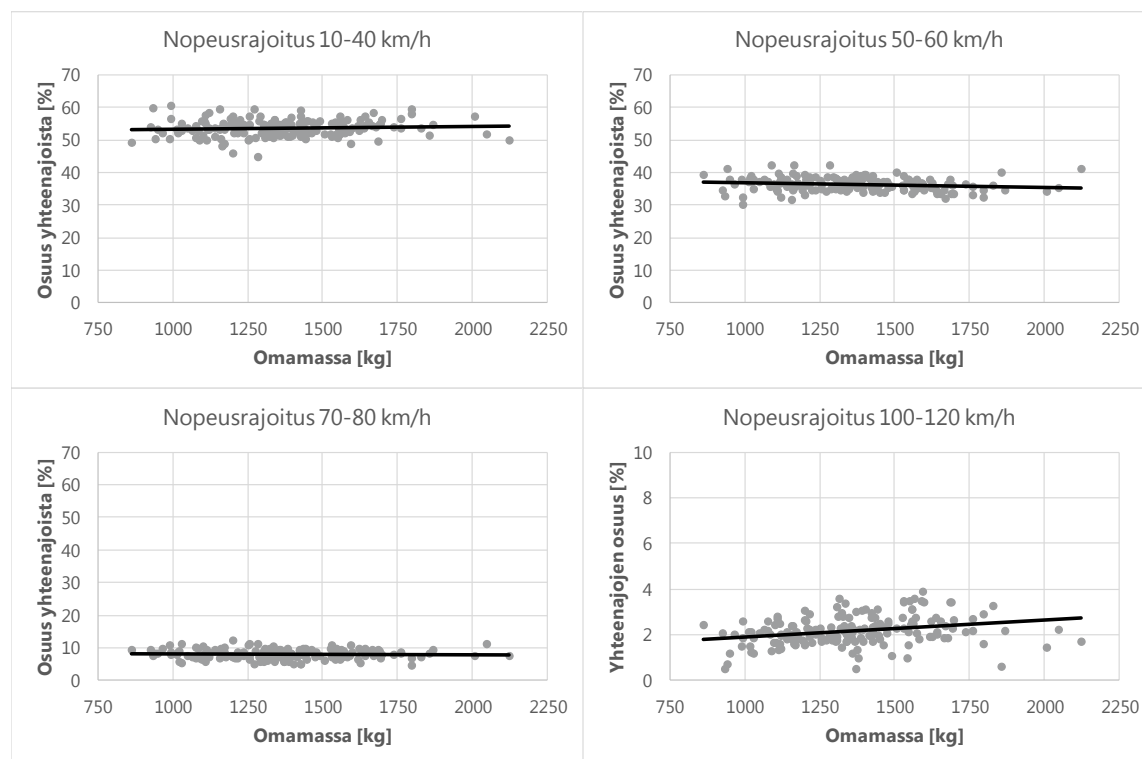 Nopeusrajoitus 10-40 km/h
Osuus yhteenajoista [%]
70
60
50
40
30
20
10
0
750 1000 1250 1500 1750 2000 2250
Omamassa [kg]
Nopeusrajoitus 50-60 km/h
Osuus yhteenajoista [%]
70
60
50
40
30
20
10
0
750 1000 1250 1500 1750 2000 2250
Omamassa [kg]
Nopeusrajoitus 70-80 km/h
Osuus yhteenajoista [%]
70
60
50
40
30
20
10
0
750 1000 1250 1500 1750 2000 2250
Omamassa [kg]
Nopeusrajoitus 100-120 km/h
Yhteenajojen osuus [%]
10
8
6
4
2
0
750 1000 1250 1500 1750 2000 2250
Omamassa [kg]